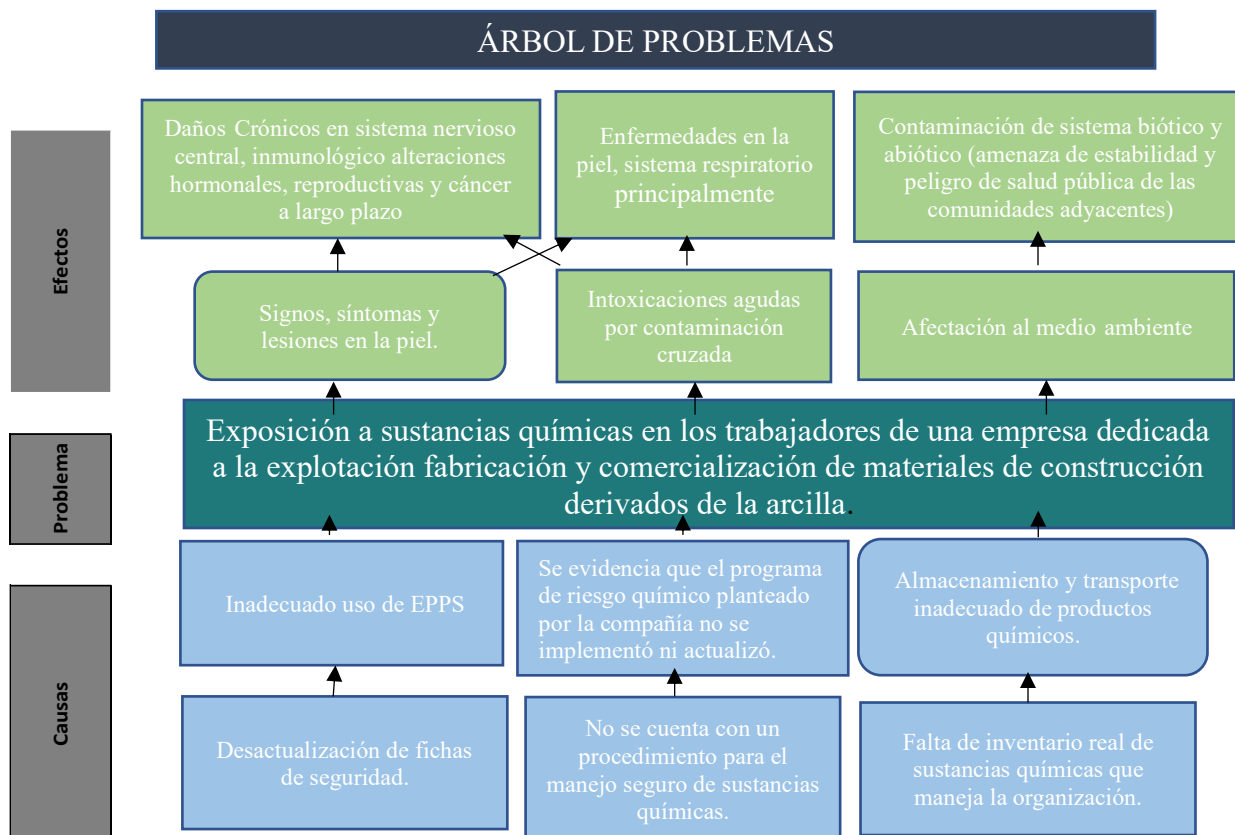 ÁRBOL DE PROBLEMAS
Efectos
Daños Crónicos en sistema nervioso
central, inmunológico alteraciones
hormonales, reproductivas y cáncer
a largo plazo
Enfermedades en la
piel, sistema respiratorio
principalmente
Contaminación de sistema biótico y
abiótico (amenaza de estabilidad y
peligro de salud pública de las
comunidades adyacentes)
Signos, síntomas y
lesiones en la piel.
Intoxicaciones agudas
por contaminación
cruzada
Afectación al medio ambiente
Problema
Exposición a sustancias químicas en los trabajadores de una empresa dedicada
a la explotación fabricación y comercialización de materiales de construcción
derivados de la arcilla.
Causas
Inadecuado uso de EPPS
Se evidencia que el programa
de riesgo químico planteado
por la compañía no se
implementó ni actualizó.
Almacenamiento y transporte
inadecuado de productos
químicos.
Desactualización de fichas
de seguridad.
No se cuenta con un
procedimiento para el
manejo seguro de sustancias
químicas.
Falta de inventario real de
sustancias químicas que
maneja la organización.